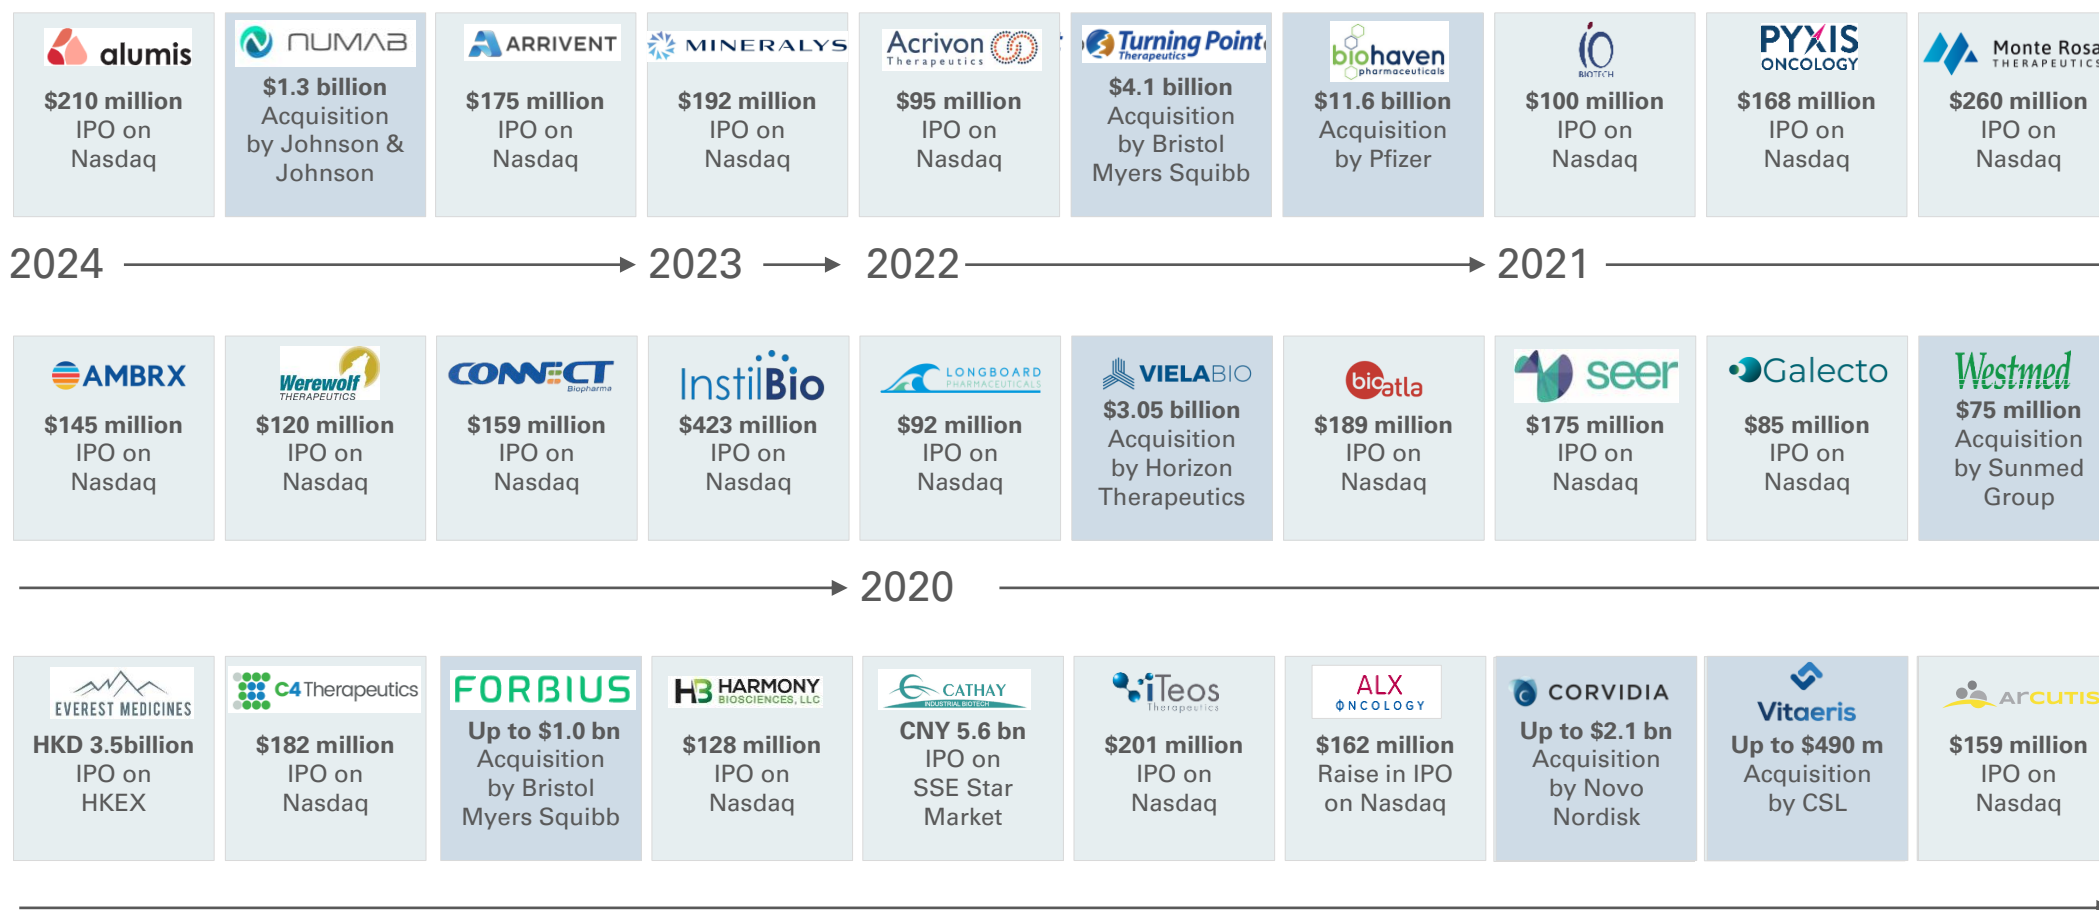 alumis
$210 million
IPO on
Nasdaq
NUMAB
$1.3 billion
Acquisition
by Johnson &
Johnson
ARRIVENT
$175 million
IPO on
Nasdaq
MINERALYS
$192 million
IPO on
Nasdaq
Acrivon
Therapeutics
$95 million
IPO on
Nasdaq
Turning Point
Therapeutics
$4.1 billion
Acquisition
by Bristol
Myers Squibb
biohaven
pharmaceuticals
$11.6 billion
Acquisition
by Pfizer
IO
BIOTECH
$100 million
IPO on
Nasdaq
PYXIS
ONCOLOGY
$168 million
IPO on
Nasdaq
Monte Rosa
THERAPEUTICS
$260 million
IPO on
Nasdaq
2024
2023
2022
2021
AMBRX
$145 million
IPO on
Nasdaq
Werewolf
THERAPEUTICS
$120 million
IPO on
Nasdaq
CONNECT
Biopharma
$159 million
IPO on
Nasdaq
InstilBio
$423 million
IPO on
Nasdaq
LONGBOARD
PHARMACEUTICALS
$92 million
IPO on
Nasdaq
VIELABIO
$3.05 billion
Acquisition
by Horizon
Therapeutics
bioatla
$189 million
IPO on
Nasdaq
seer
$175 million
IPO on
Nasdaq
Galecto
$85 million
IPO on
Nasdaq
Westmed
$75 million
Acquisition
by Sunmed
Group
2020
EVEREST MEDICINES
HKD 3.5billion
IPO on
HKEX
C4 Therapeutics
$182 million
IPO on
Nasdaq
FORBIUS
Up to $1.0 bn
Acquisition
by Bristol
Myers Squibb
HB HARMONY
BIOSCIENCES, LLC
$128 million
IPO on
Nasdaq
CATHAY
INDUSTRIAL BIOTECH
CNY 5.6 bn
IPO on
SSE Star
Market
iTeos
Therapeutics
$201 million
IPO on
Nasdaq
ALX
ONCOLOGY
$162 million
Raise in IPO
on Nasdaq
CORVIDIA
Up to $2.1 bn
Acquisition
by Novo
Nordisk
Vitaeris
Up to $490 m
Acquisition
by CSL
ARCUTIS
$159 million
IPO on
Nasdaq